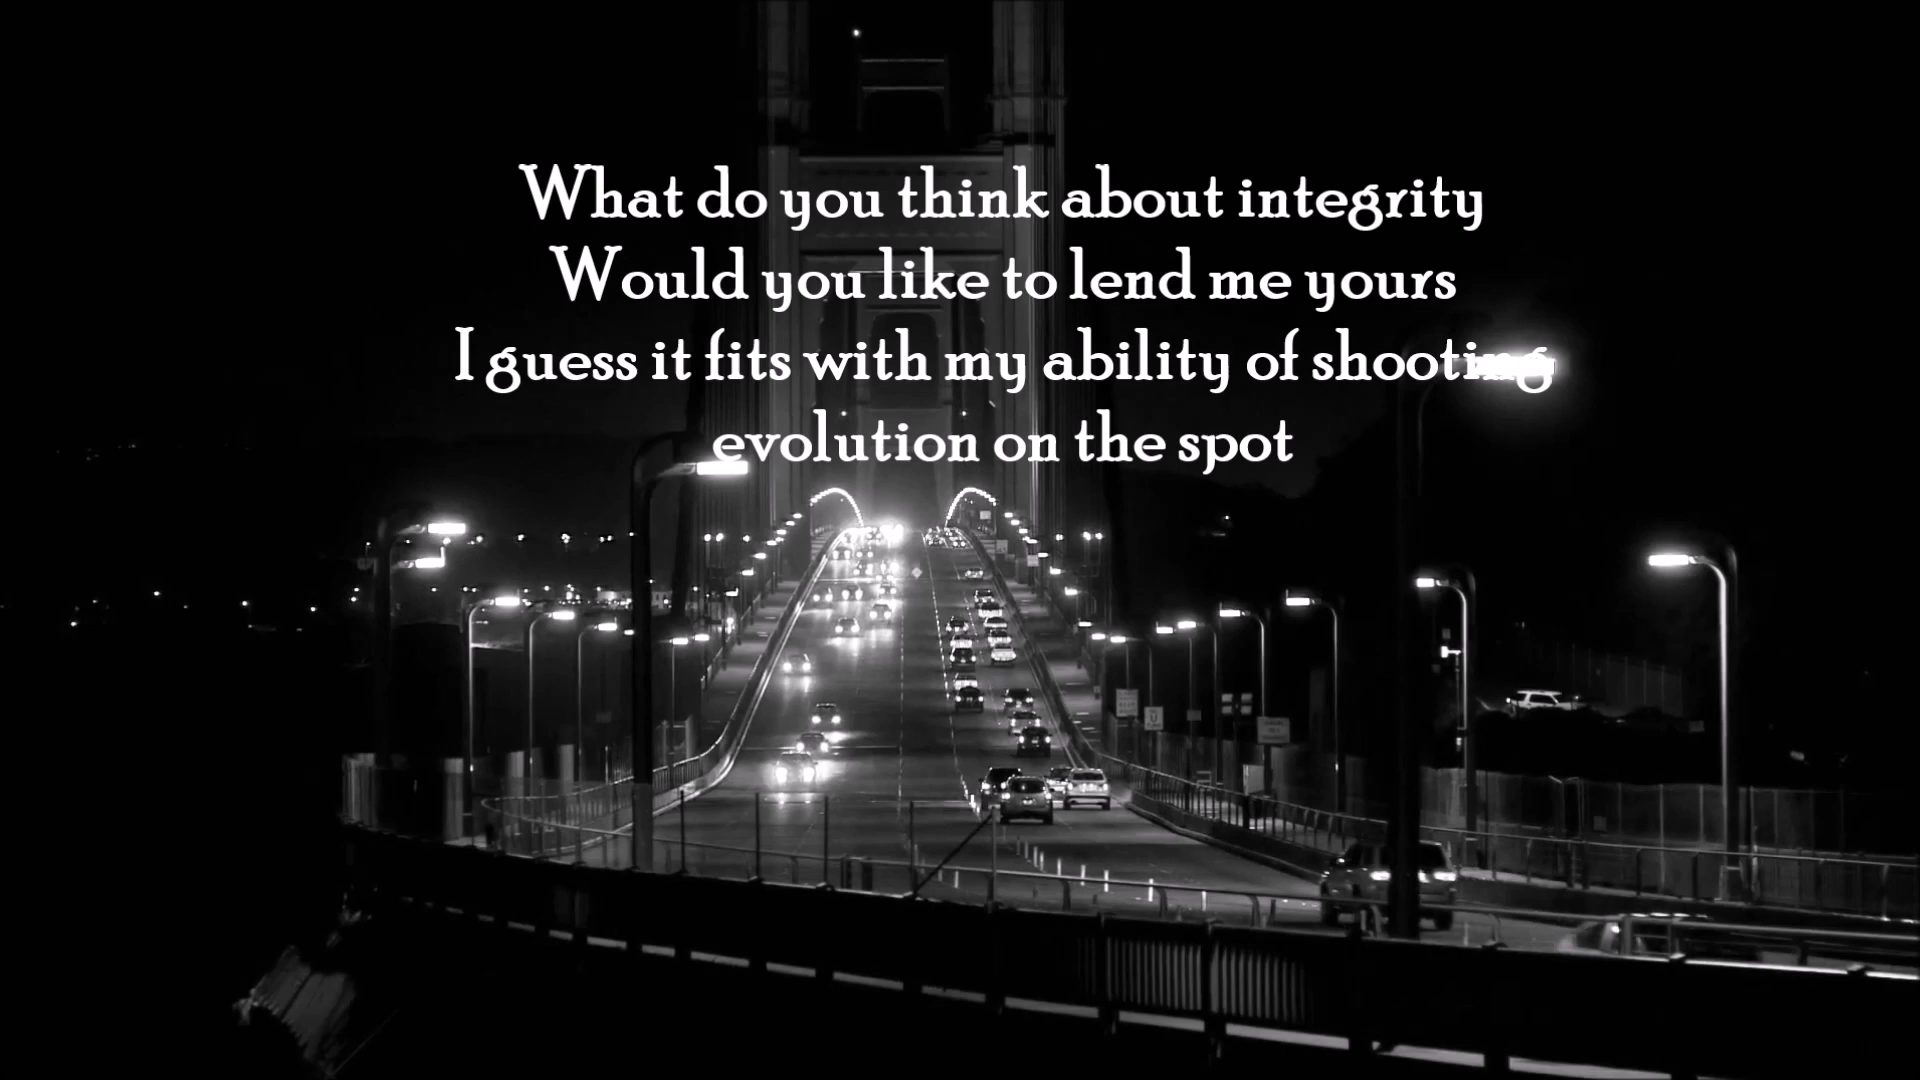 What do you think about integrity
Would you like to lend me yours
I guess it fits with my ability of shooting
evolution on the spot